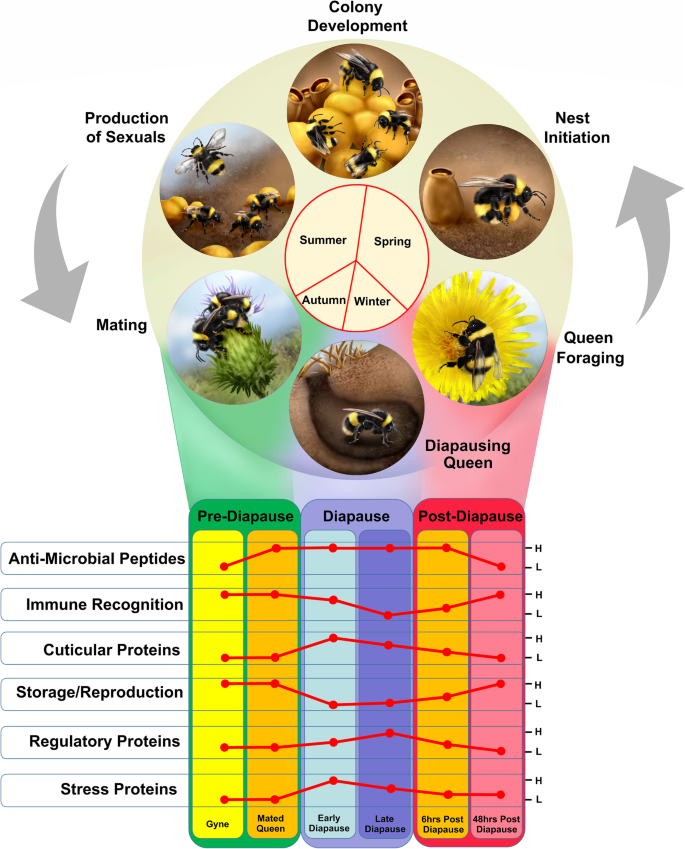 Colony
Development
Production
of Sexuals
Nest
Initiation
Summer
Spring
Autumn
Winter
Mating
Queen
Foraging
Diapausing
Queen
Pre-Diapause
Diapause
Post-Diapause
Anti-Microbial Peptides
H
L
Immune Recognition
H
L
Cuticular Proteins
H
L
Storage/Reproduction
H
L
Regulatory Proteins
H
L
Stress Proteins
H
L
Gyne
Mated
Queen
Early
Diapause
Late
Diapause
6hrs Post
Diapause
48hrs Post
Diapause